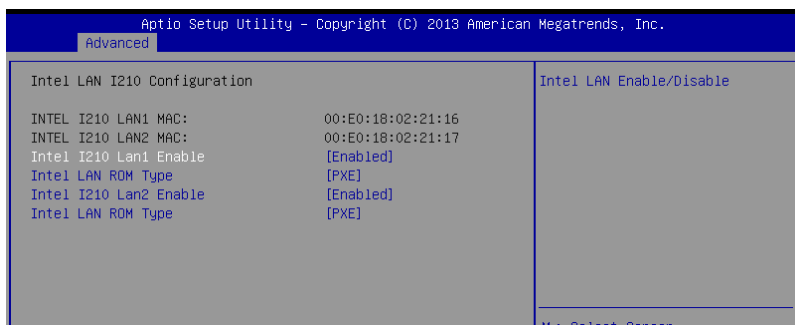 Aptio Setup Utility – Copyright (C) 2013 American Megatrends, Inc.
Advanced
Intel LAN I210 Configuration
Intel LAN Enable/Disable
INTEL I210 LAN1 MAC: 00:E0:18:02:21:16
INTEL I210 LAN2 MAC: 00:E0:18:02:21:17
Intel I210 Lan1 Enable [Enabled]
Intel LAN ROM Type [PXE]
Intel I210 Lan2 Enable [Enabled]
Intel LAN ROM Type [PXE]